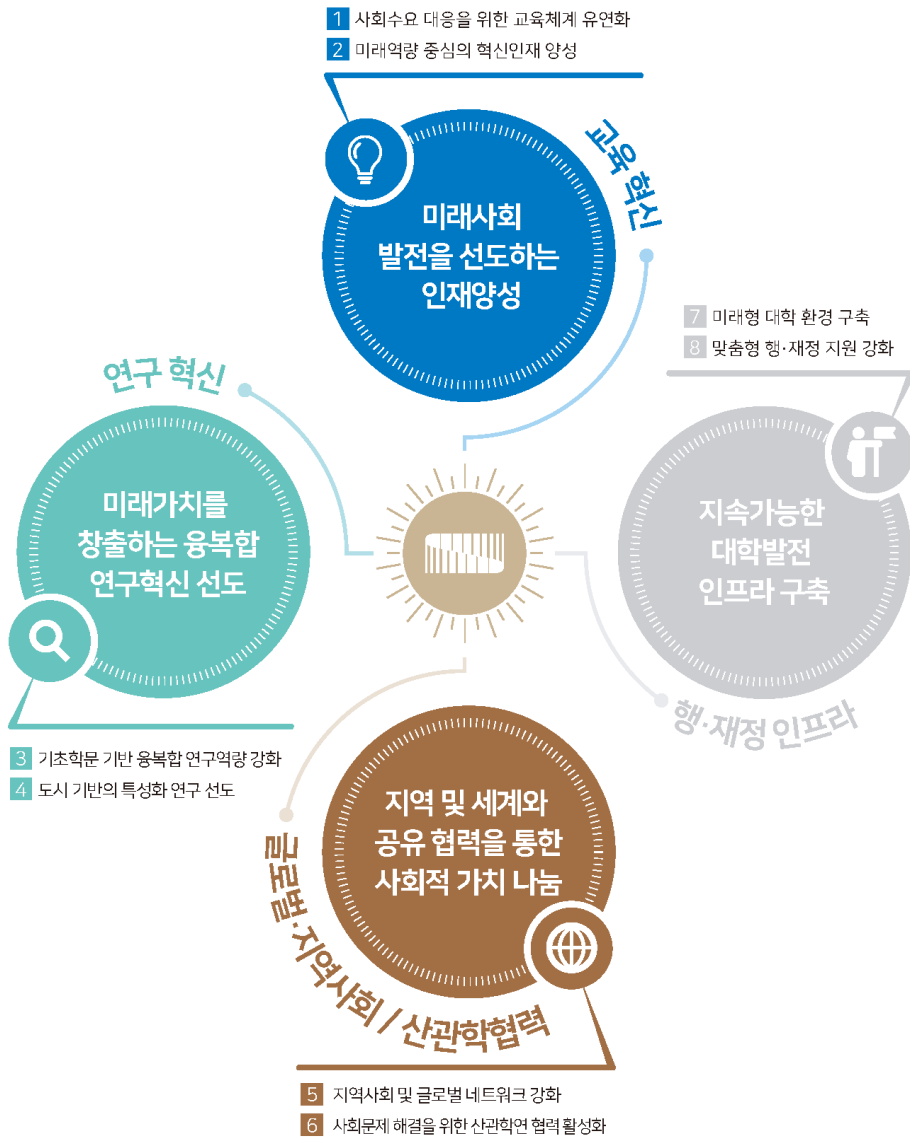 1 사회수요 대응을 위한 교육체계 유연화
2 미래역량 중심의 혁신인재 양성
교육 혁신
미래사회
발전을 선도하는
인재양성
7 미래형 대학 환경 구축
8 맞춤형 행·재정 지원 강화
연구 혁신
미래가치를
창출하는 융복합
연구혁신 선도
지속가능한
대학발전
인프라 구축
행·재정 인프라
3 기초학문 기반 융복합 연구역량 강화
4 도시 기반의 특성화 연구 선도
지역 및 세계와
공유 협력을 통한
사회적 가치 나눔
글로벌·지역사회 / 산관학협력
5 지역사회 및 글로벌 네트워크 강화
6 사회문제 해결을 위한 산관학연 협력 활성화